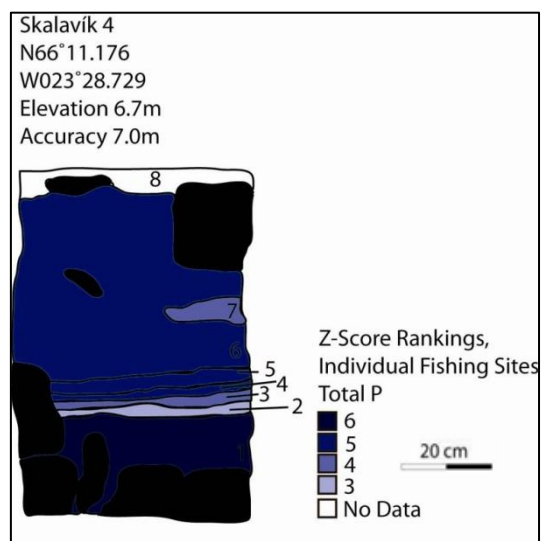 Skalavík 4
N66°11.176
W023°28.729
Elevation 6.7m
Accuracy 7.0m
8
7
6
5
4
3
2
1
Z-Score Rankings,
Individual Fishing Sites
Total P
6
5
4
3
No Data
20 cm